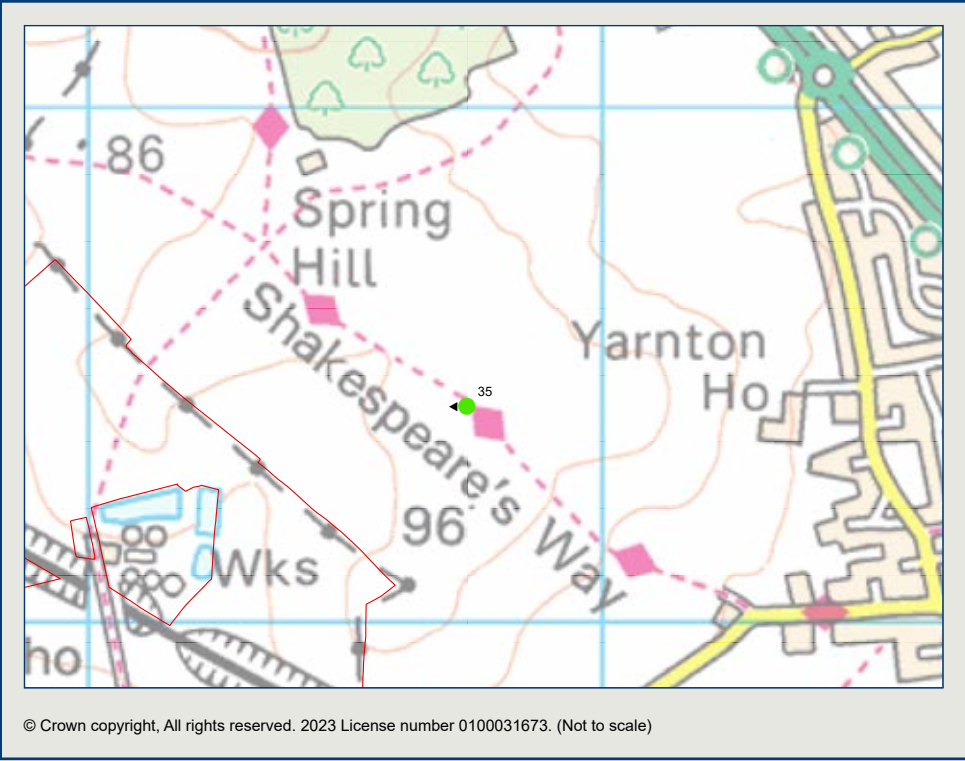 86
Spring
Hill
Shakespeare's Way
Yarnton
Ho
35
96
Wks
ho
© Crown copyright, All rights reserved. 2023 License number 0100031673. (Not to scale)